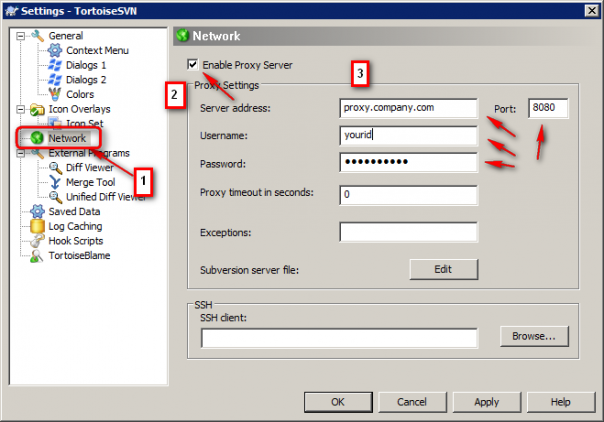 Settings - TortoiseSVN
General
Context Menu
Dialogs 1
Dialogs 2
Colors
Icon Overlays
Icon Set
Network
External Programs
Diff Viewer
Merge Tool
Unified Diff Viewer
Saved Data
Log Caching
Hook Scripts
TortoiseBlame
1
Network
Enable Proxy Server
2
3
Proxy Settings
Server address: proxy.company.com Port: 8080
Username: yourid
Password: ••••••••••
Proxy timeout in seconds: 0
Exceptions:
Subversion server file: Edit
SSH
SSH client:
Browse...
OK Cancel Apply Help